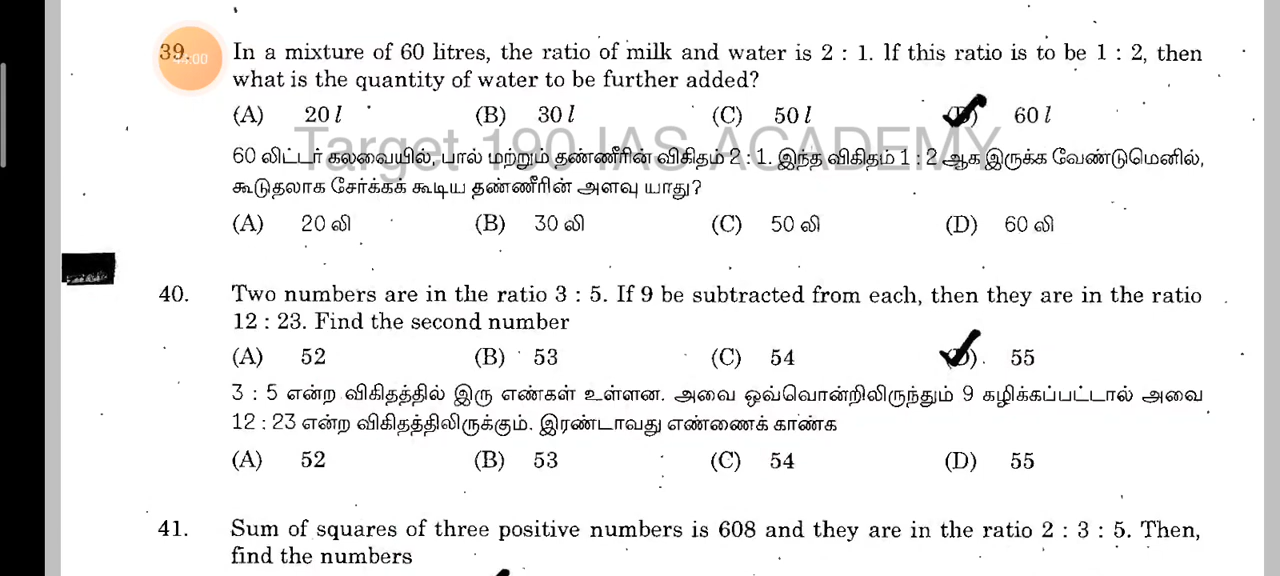 39.
44:00
In a mixture of 60 litres, the ratio of milk and water is 2 : 1. If this ratio is to be 1 : 2, then
what is the quantity of water to be further added?
(A) 20 l (B) 30 l (C) 50 l (D) 60 l
Target 190 IAS ACADEMY
60 லிட்டர் கலவையில், பால் மற்றும் தண்ணீரின் விகிதம் 2 : 1. இந்த விகிதம் 1 : 2 ஆக இருக்க வேண்டுமெனில்,
கூடுதலாக சேர்க்கக் கூடிய தண்ணீரின் அளவு யாது?
(A) 20 லி (B) 30 லி (C) 50 லி (D) 60 லி
40. Two numbers are in the ratio 3 : 5. If 9 be subtracted from each, then they are in the ratio
12 : 23. Find the second number
(A) 52 (B) 53 (C) 54 (D) 55
3 : 5 என்ற விகிதத்தில் இரு எண்கள் உள்ளன. அவை ஒவ்வொன்றிலிருந்தும் 9 கழிக்கப்பட்டால் அவை
12 : 23 என்ற விகிதத்திலிருக்கும். இரண்டாவது எண்ணைக் காண்க
(A) 52 (B) 53 (C) 54 (D) 55
41. Sum of squares of three positive numbers is 608 and they are in the ratio 2 : 3 : 5. Then,
find the numbers